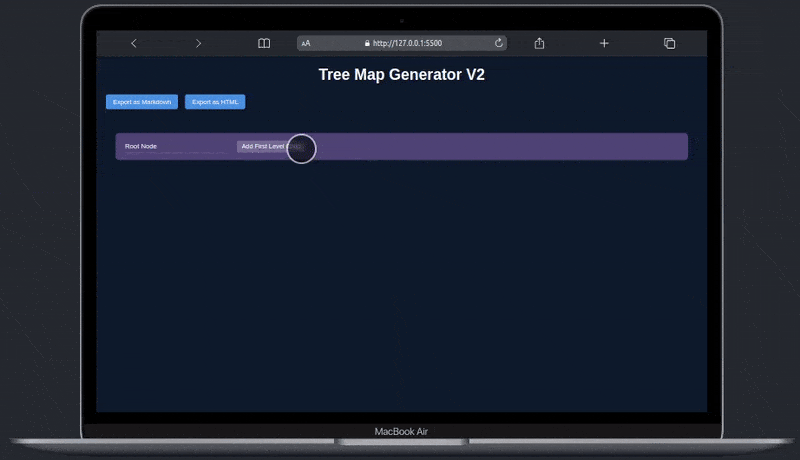 AA
http://127.0.0.1:5500
Tree Map Generator V2
Export as Markdown
Export as HTML
Root Node
Add First Level
MacBook Air